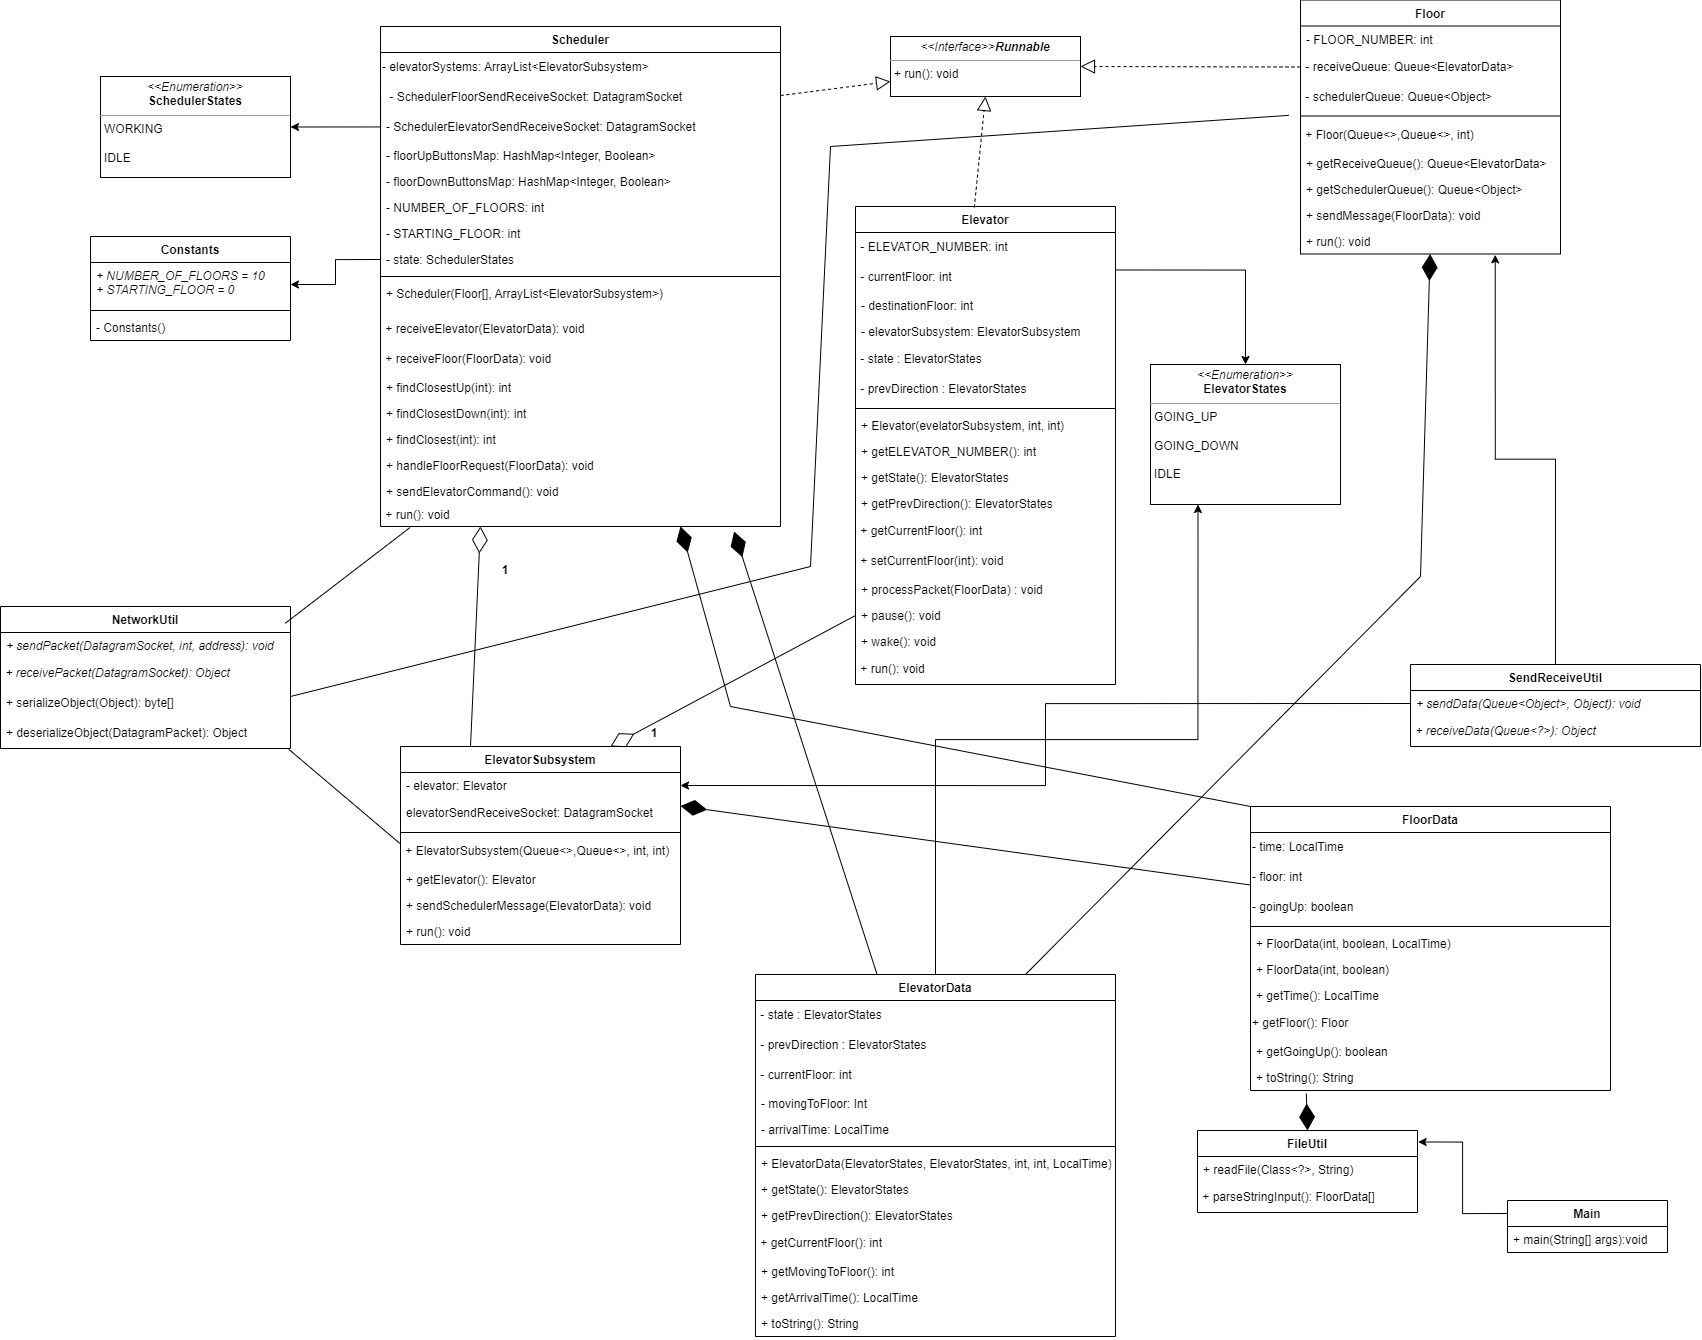 <<Enumeration>>
SchedulerStates
WORKING
IDLE
Constants
+ NUMBER_OF_FLOORS = 10
+ STARTING_FLOOR = 0
- Constants()
Scheduler
- elevatorSystems: ArrayList<ElevatorSubsystem>
- SchedulerFloorSendReceiveSocket: DatagramSocket
- SchedulerElevatorSendReceiveSocket: DatagramSocket
- floorUpButtonsMap: HashMap<Integer, Boolean>
- floorDownButtonsMap: HashMap<Integer, Boolean>
- NUMBER_OF_FLOORS: int
- STARTING_FLOOR: int
- state: SchedulerStates
+ Scheduler(Floor[], ArrayList<ElevatorSubsystem>)
+ receiveElevator(ElevatorData): void
+ receiveFloor(FloorData): void
+ findClosestUp(int): int
+ findClosestDown(int): int
+ findClosest(int): int
+ handleFloorRequest(FloorData): void
+ sendElevatorCommand(): void
+ run(): void
<<Interface>>Runnable
+ run(): void
Floor
- FLOOR_NUMBER: int
- receiveQueue: Queue<ElevatorData>
- schedulerQueue: Queue<Object>
+ Floor(Queue<>,Queue<>, int)
+ getReceiveQueue(): Queue<ElevatorData>
+ getSchedulerQueue(): Queue<Object>
+ sendMessage(FloorData): void
+ run(): void
Elevator
- ELEVATOR_NUMBER: int
- currentFloor: int
- destinationFloor: int
- elevatorSubsystem: ElevatorSubsystem
- state : ElevatorStates
- prevDirection : ElevatorStates
+ Elevator(evelatorSubsystem, int, int)
+ getELEVATOR_NUMBER(): int
+ getState(): ElevatorStates
+ getPrevDirection(): ElevatorStates
+ getCurrentFloor(): int
+ setCurrentFloor(int): void
+ processPacket(FloorData) : void
+ pause(): void
+ wake(): void
+ run(): void
<<Enumeration>>
ElevatorStates
GOING_UP
GOING_DOWN
IDLE
1
NetworkUtil
+ sendPacket(DatagramSocket, int, address): void
+ receivePacket(DatagramSocket): Object
+ serializeObject(Object): byte[]
+ deserializeObject(DatagramPacket): Object
1
ElevatorSubsystem
- elevator: Elevator
elevatorSendReceiveSocket: DatagramSocket
+ ElevatorSubsystem(Queue<>,Queue<>, int, int)
+ getElevator(): Elevator
+ sendSchedulerMessage(ElevatorData): void
+ run(): void
SendReceiveUtil
+ sendData(Queue<Object>, Object): void
+ receiveData(Queue<?>): Object
FloorData
- time: LocalTime
- floor: int
- goingUp: boolean
+ FloorData(int, boolean, LocalTime)
+ FloorData(int, boolean)
+ getTime(): LocalTime
+ getFloor(): Floor
+ getGoingUp(): boolean
+ toString(): String
ElevatorData
- state : ElevatorStates
- prevDirection : ElevatorStates
- currentFloor: int
- movingToFloor: Int
- arrivalTime: LocalTime
+ ElevatorData(ElevatorStates, ElevatorStates, int, int, LocalTime)
+ getState(): ElevatorStates
+ getPrevDirection(): ElevatorStates
+ getCurrentFloor(): int
+ getMovingToFloor(): int
+ getArrivalTime(): LocalTime
+ toString(): String
FileUtil
+ readFile(Class<?>, String)
+ parseStringInput(): FloorData[]
Main
+ main(String[] args):void